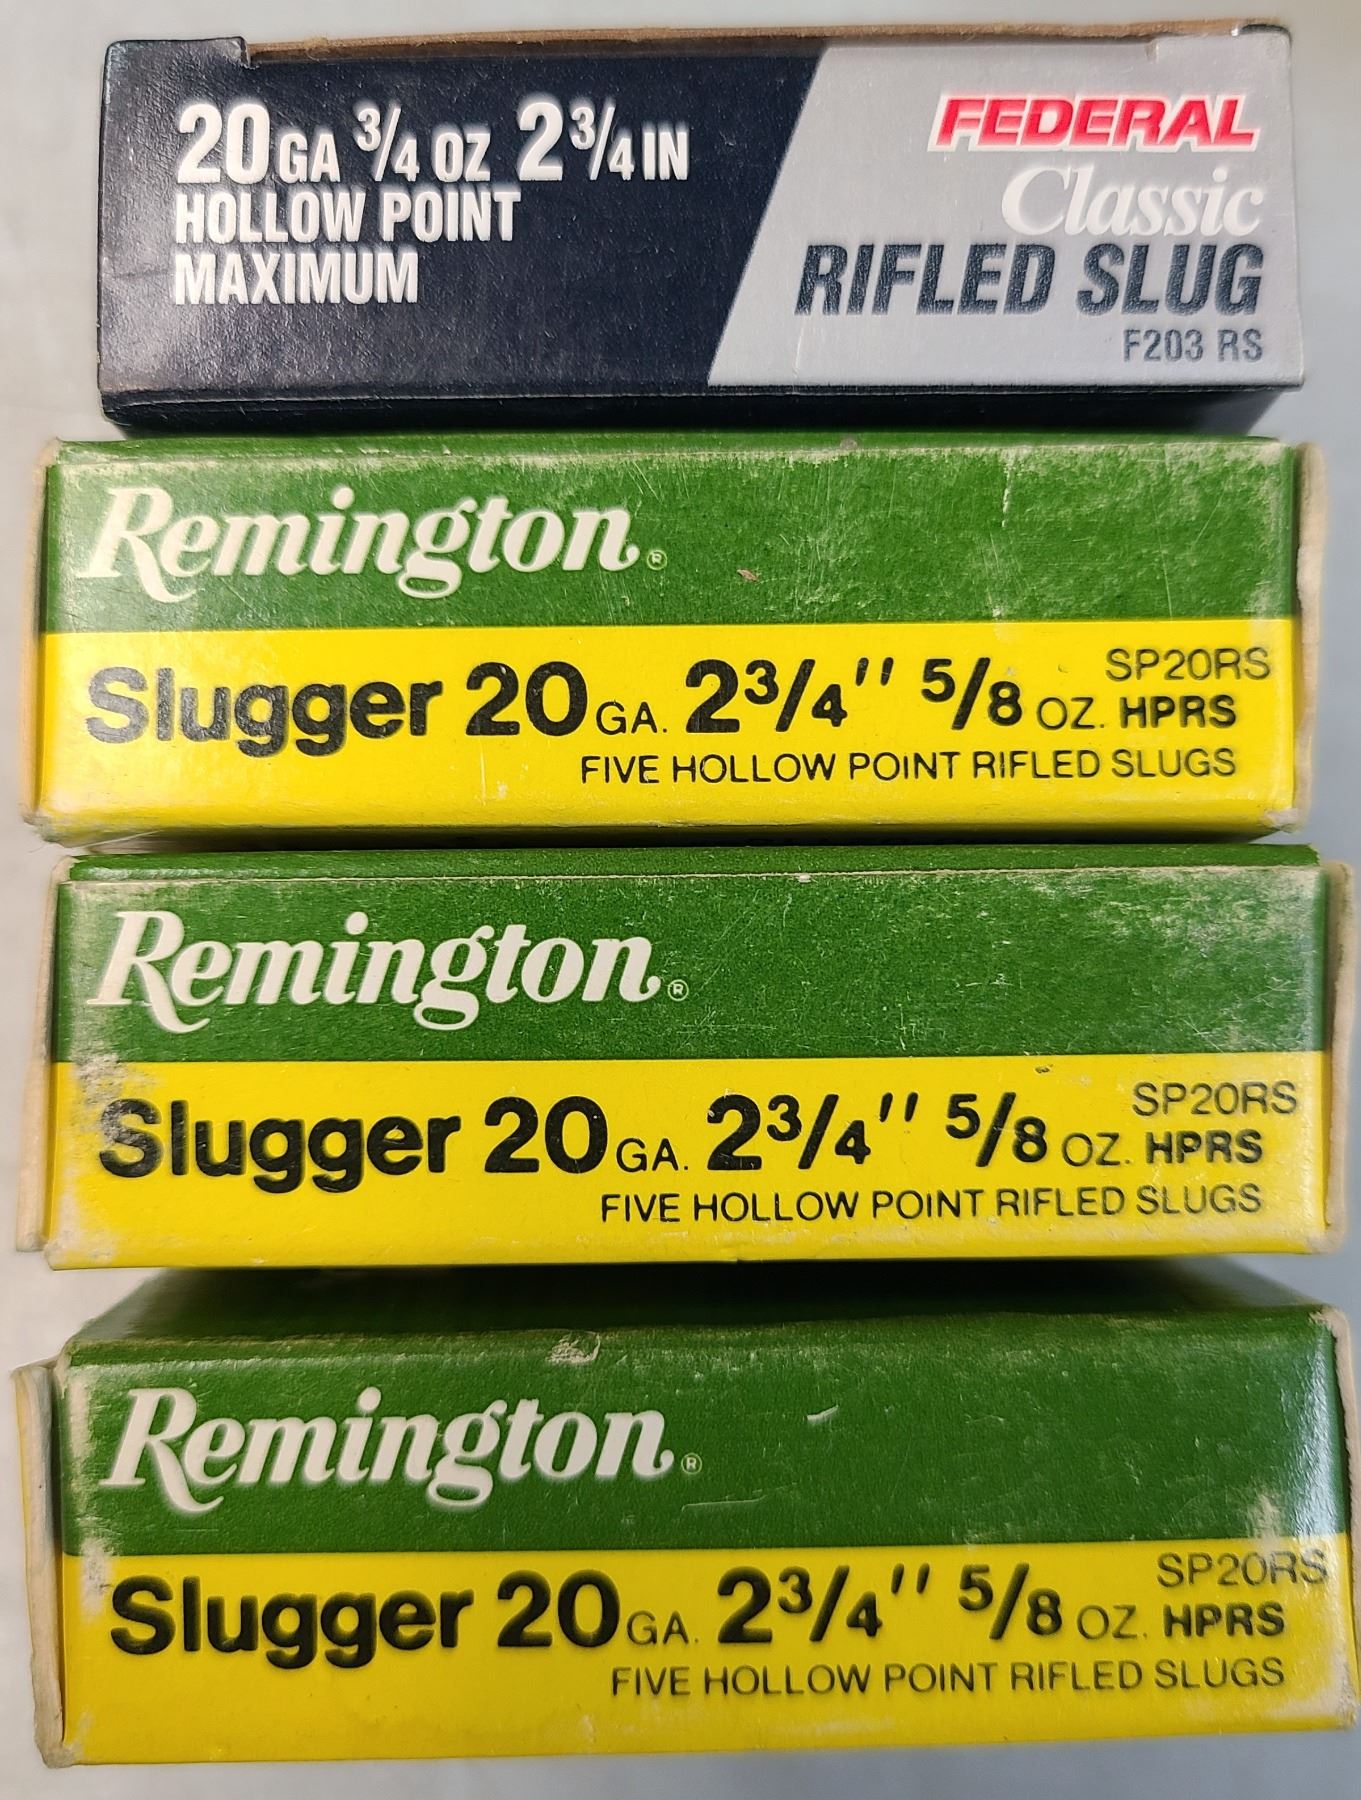 20 GA 3/4 OZ 2 3/4 IN
HOLLOW POINT
MAXIMUM
FEDERAL
Classic
RIFLED SLUG
F203 RS
Remington®
Slugger 20 GA. 2 3/4" 5/8 OZ. HPRS
SP20RS
FIVE HOLLOW POINT RIFLED SLUGS
Remington®
Slugger 20 GA. 2 3/4" 5/8 OZ. HPRS
SP20RS
FIVE HOLLOW POINT RIFLED SLUGS
Remington®
Slugger 20 GA. 2 3/4" 5/8 OZ. HPRS
SP20RS
FIVE HOLLOW POINT RIFLED SLUGS